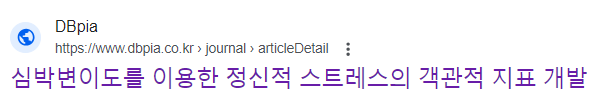 DBpia
https://www.dbpia.co.kr › journal › articleDetail
심박변이도를 이용한 정신적 스트레스의 객관적 지표 개발